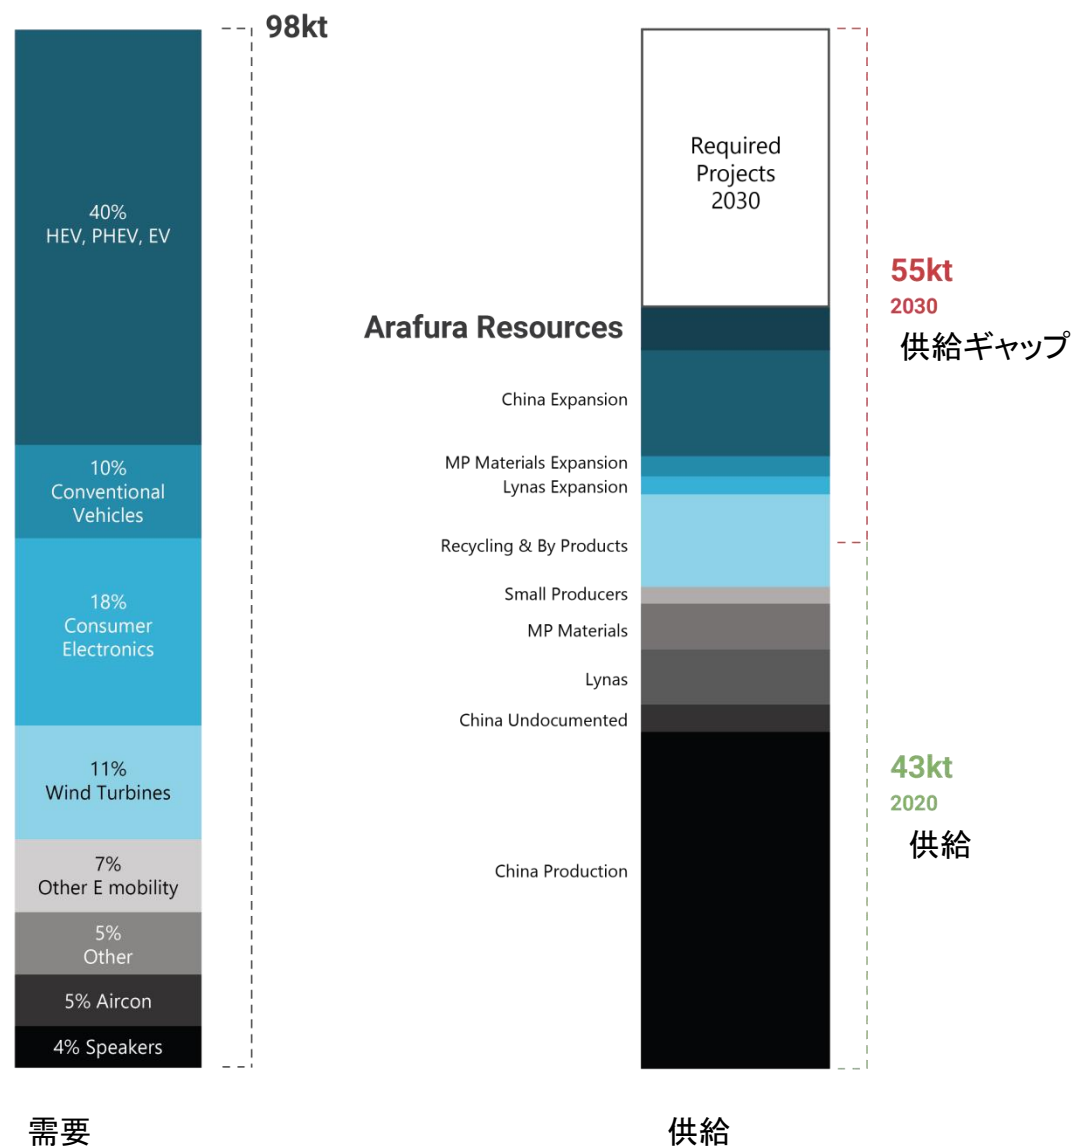 98kt
40%
HEV, PHEV, EV
10%
Conventional
Vehicles
18%
Consumer
Electronics
11%
Wind Turbines
7%
Other E mobility
5%
Other
5% Aircon
4% Speakers
需要
Required
Projects
2030
Arafura Resources
China Expansion
MP Materials Expansion
Lynas Expansion
Recycling & By Products
Small Producers
MP Materials
Lynas
China Undocumented
China Production
供給
55kt
2030
供給ギャップ
43kt
2020
供給